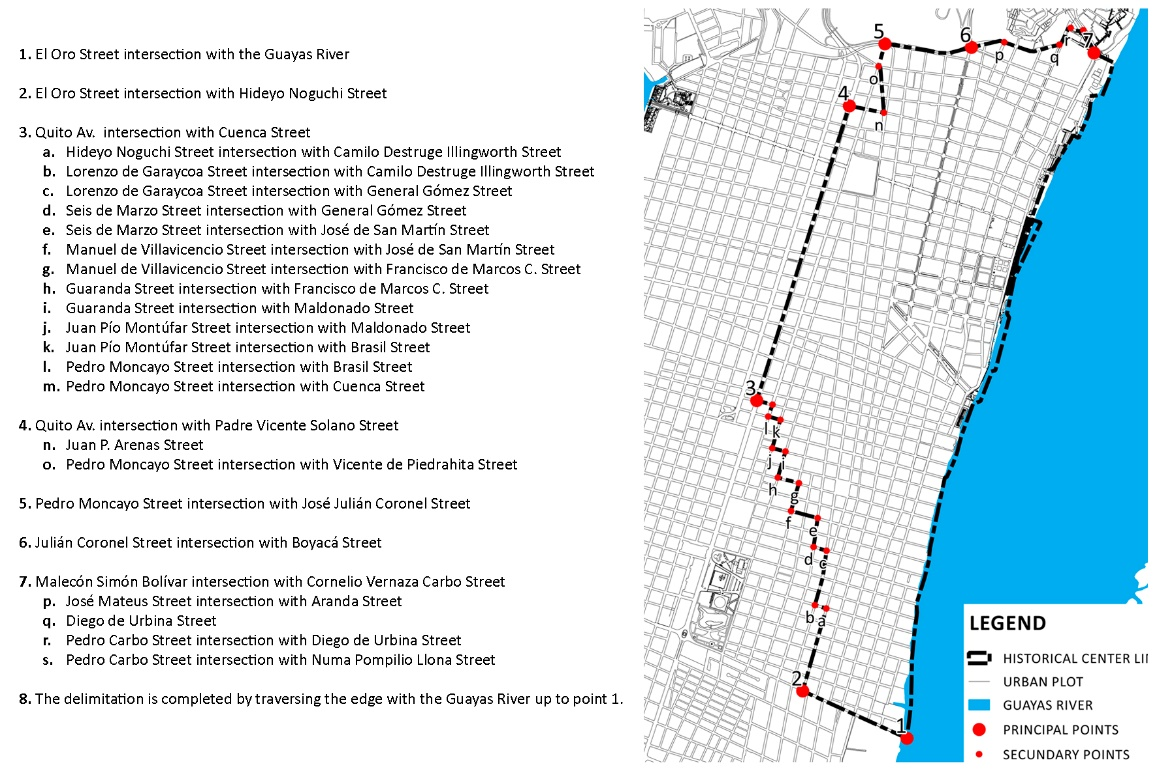 1. El Oro Street intersection with the Guayas River
2. El Oro Street intersection with Hideyo Noguchi Street
3. Quito Av. intersection with Cuenca Street
a. Hideyo Noguchi Street intersection with Camilo Destruge Illingworth Street
b. Lorenzo de Garaycoa Street intersection with Camilo Destruge Illingworth Street
c. Lorenzo de Garaycoa Street intersection with General Gómez Street
d. Seis de Marzo Street intersection with General Gómez Street
e. Seis de Marzo Street intersection with José de San Martín Street
f. Manuel de Villavicencio Street intersection with José de San Martín Street
g. Manuel de Villavicencio Street intersection with Francisco de Marcos C. Street
h. Guaranda Street intersection with Francisco de Marcos C. Street
i. Guaranda Street intersection with Maldonado Street
j. Juan Pío Montúfar Street intersection with Maldonado Street
k. Juan Pío Montúfar Street intersection with Brasil Street
l. Pedro Moncayo Street intersection with Brasil Street
m. Pedro Moncayo Street intersection with Cuenca Street
4. Quito Av. intersection with Padre Vicente Solano Street
n. Juan P. Arenas Street
o. Pedro Moncayo Street intersection with Vicente de Piedrahita Street
5. Pedro Moncayo Street intersection with José Julián Coronel Street
6. Julián Coronel Street intersection with Boyacá Street
7. Malecón Simón Bolívar intersection with Cornelio Vernaza Carbo Street
p. José Mateus Street intersection with Aranda Street
q. Diego de Urbina Street
r. Pedro Carbo Street intersection with Diego de Urbina Street
s. Pedro Carbo Street intersection with Numa Pompilio Llona Street
8. The delimitation is completed by traversing the edge with the Guayas River up to point 1.
5
6
p
q
r
7
o
4
n
3
l
k
j
i
h
g
f
e
d
c
b
a
2
1
LEGEND
HISTORICAL CENTER LI
URBAN PLOT
GUAYAS RIVER
PRINCIPAL POINTS
SECUNDARY POINTS